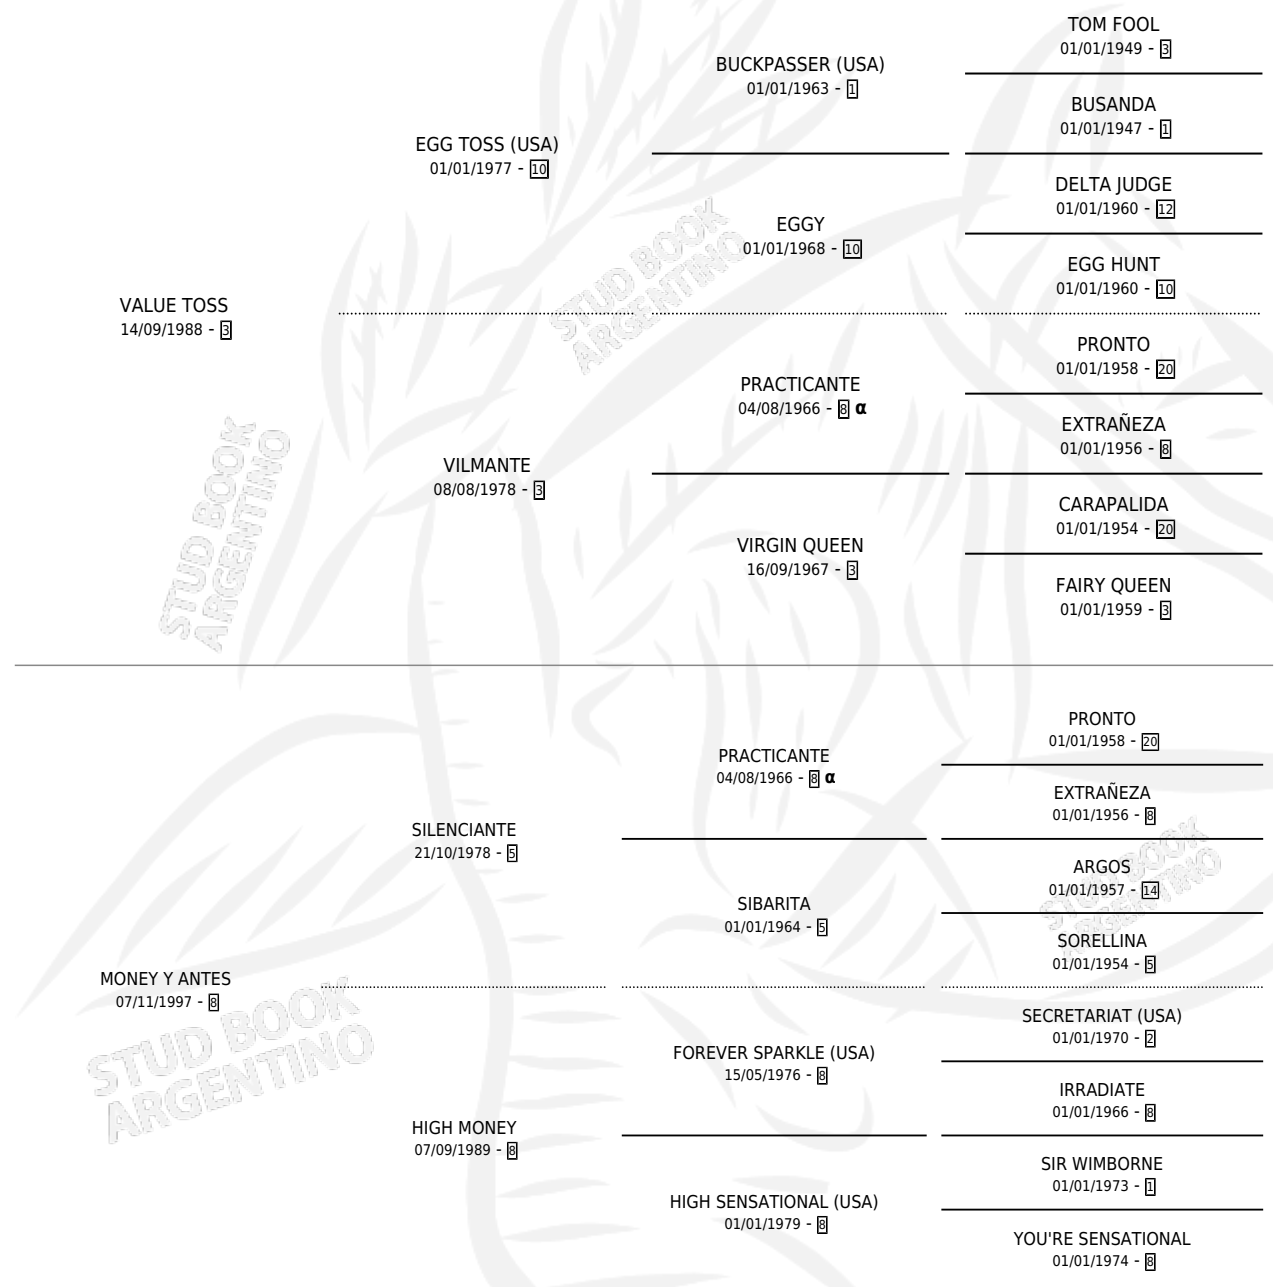 TOM FOOL
01/01/1949 - 3
BUCKPASSER (USA)
01/01/1963 - 1
BUSANDA
01/01/1947 - 1
EGG TOSS (USA)
01/01/1977 - 10
DELTA JUDGE
01/01/1960 - 12
EGGY
01/01/1968 - 10
EGG HUNT
01/01/1960 - 10
VALUE TOSS
14/09/1988 - 3
PRONTO
01/01/1958 - 20
PRACTICANTE
04/08/1966 - 8 α
EXTRAÑEZA
01/01/1956 - 8
VILMANTE
08/08/1978 - 3
CARAPALIDA
01/01/1954 - 20
VIRGIN QUEEN
16/09/1967 - 3
FAIRY QUEEN
01/01/1959 - 3
PRONTO
01/01/1958 - 20
PRACTICANTE
04/08/1966 - 8 α
EXTRAÑEZA
01/01/1956 - 8
SILENCIANTE
21/10/1978 - 5
ARGOS
01/01/1957 - 14
SIBARITA
01/01/1964 - 5
SORELLINA
01/01/1954 - 5
MONEY Y ANTES
07/11/1997 - 8
SECRETARIAT (USA)
01/01/1970 - 2
FOREVER SPARKLE (USA)
15/05/1976 - 8
IRRADIATE
01/01/1966 - 8
HIGH MONEY
07/09/1989 - 8
SIR WIMBORNE
01/01/1973 - 1
HIGH SENSATIONAL (USA)
01/01/1979 - 8
YOU'RE SENSATIONAL
01/01/1974 - 8
STUD BOOK
ARGENTINO
STUD BOOK
ARGENTINO
STUD BOOK
ARGENTINO
STUD BOOK
ARGENTINO